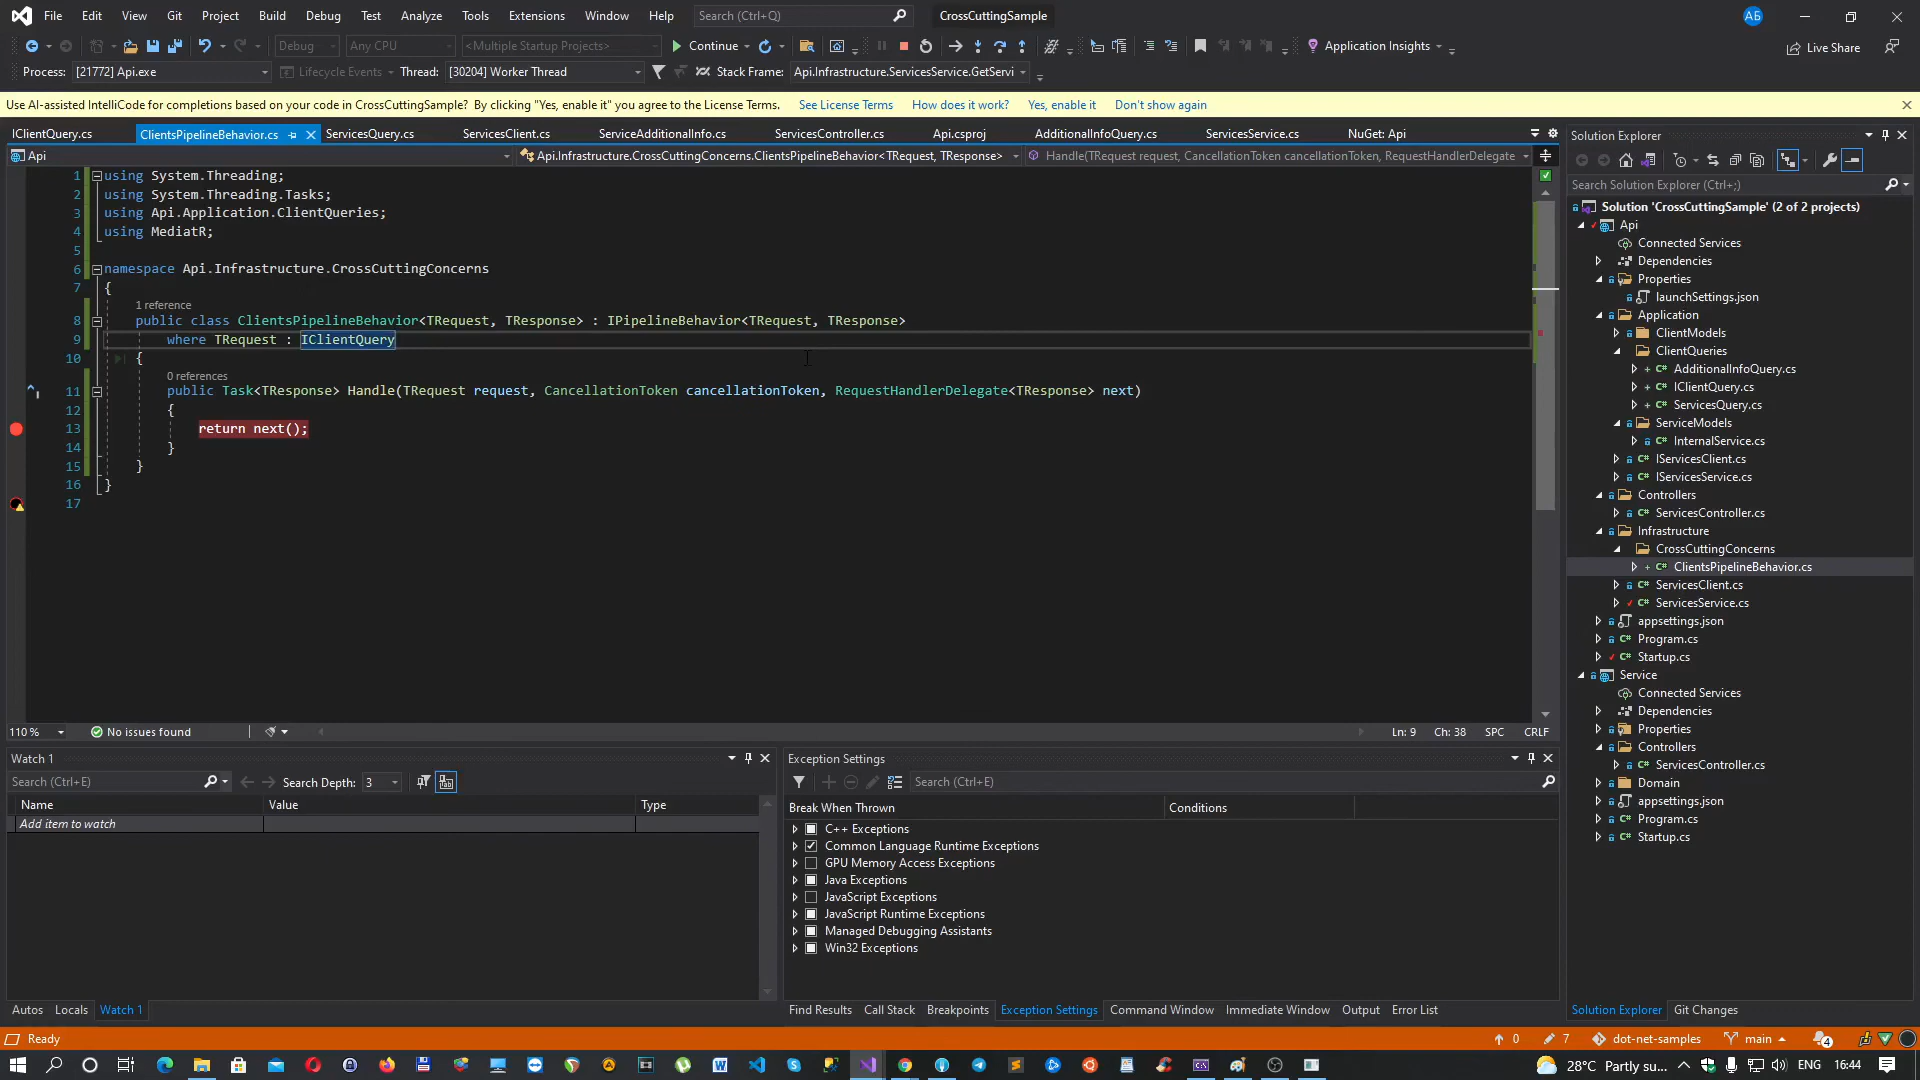 File Edit View Git Project Build Debug Test Analyze Tools Extensions Window Help Search (Ctrl+Q) CrossCuttingSample АБ
Debug Any CPU <Multiple Startup Projects> Continue Application Insights Live Share
Process: [21772] Api.exe Lifecycle Events Thread: [30204] Worker Thread Stack Frame: Api.Infrastructure.ServicesService.GetServi
Use AI-assisted IntelliCode for completions based on your code in CrossCuttingSample? By clicking "Yes, enable it" you agree to the License Terms. See License Terms How does it work? Yes, enable it Don't show again
IClientQuery.cs ClientsPipelineBehavior.cs ServicesQuery.cs ServicesClient.cs ServiceAdditionalInfo.cs ServicesController.cs Api.csproj AdditionalInfoQuery.cs ServicesService.cs NuGet: Api
Api Api.Infrastructure.CrossCuttingConcerns.ClientsPipelineBehavior<TRequest, TResponse> Handle(TRequest request, CancellationToken cancellationToken, RequestHandlerDelegate
1 using System.Threading;
2 using System.Threading.Tasks;
3 using Api.Application.ClientQueries;
4 using MediatR;
5
6 namespace Api.Infrastructure.CrossCuttingConcerns
7 {
1 reference
8 public class ClientsPipelineBehavior<TRequest, TResponse> : IPipelineBehavior<TRequest, TResponse>
9 where TRequest : IClientQuery
10 {
0 references
11 public Task<TResponse> Handle(TRequest request, CancellationToken cancellationToken, RequestHandlerDelegate<TResponse> next)
12 {
13 return next();
14 }
15 }
16 }
17
110 % No issues found Ln: 9 Ch: 38 SPC CRLF
Watch 1
Search (Ctrl+E) Search Depth: 3
Name Value Type
Add item to watch
Autos Locals Watch 1
Exception Settings
Search (Ctrl+E)
Break When Thrown Conditions
C++ Exceptions
Common Language Runtime Exceptions
GPU Memory Access Exceptions
Java Exceptions
JavaScript Exceptions
JavaScript Runtime Exceptions
Managed Debugging Assistants
Win32 Exceptions
Find Results Call Stack Breakpoints Exception Settings Command Window Immediate Window Output Error List
Solution Explorer
Search Solution Explorer (Ctrl+;)
Solution 'CrossCuttingSample' (2 of 2 projects)
Api
Connected Services
Dependencies
Properties
launchSettings.json
Application
ClientModels
ClientQueries
AdditionalInfoQuery.cs
IClientQuery.cs
ServicesQuery.cs
ServiceModels
InternalService.cs
IServicesClient.cs
IServicesService.cs
Controllers
ServicesController.cs
Infrastructure
CrossCuttingConcerns
ClientsPipelineBehavior.cs
ServicesClient.cs
ServicesService.cs
appsettings.json
Program.cs
Startup.cs
Service
Connected Services
Dependencies
Properties
Controllers
ServicesController.cs
Domain
appsettings.json
Program.cs
Startup.cs
Solution Explorer Git Changes
Ready 0 7 dot-net-samples main 4
28°C Partly su... ENG 16:44